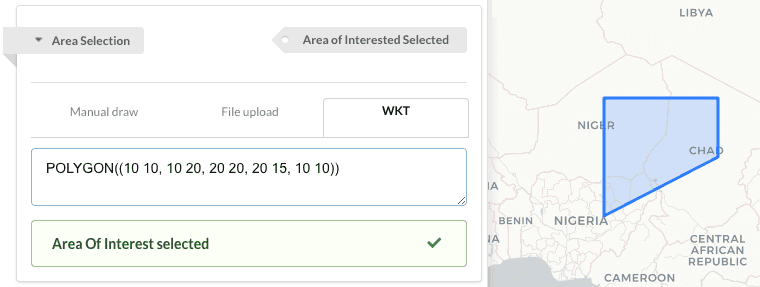 Area Selection
Area of Interested Selected
Manual draw
File upload
WKT
POLYGON((10 10, 10 20, 20 20, 20 15, 10 10))
Area Of Interest selected
LIBYA
NIGER
CHAD
BENIN
NIGERIA
CENTRAL
AFRICAN
REPUBLIC
CAMEROON